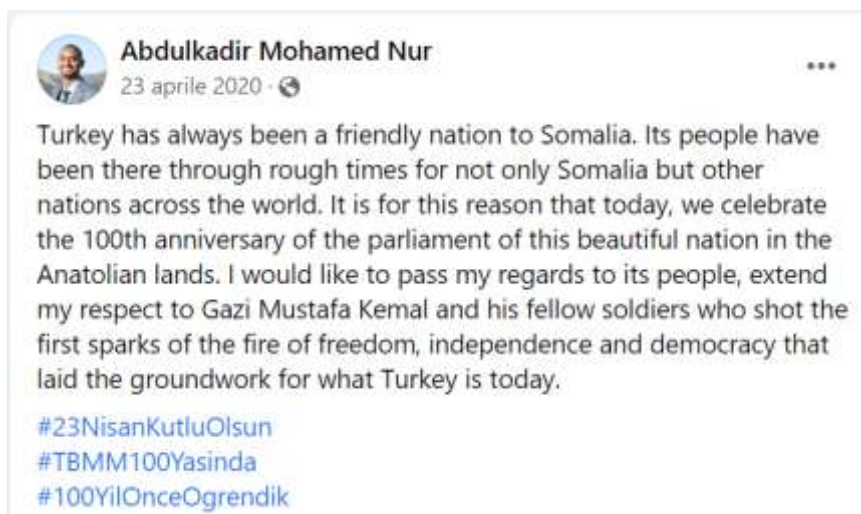 Abdulkadir Mohamed Nur
23 aprile 2020 ·
Turkey has always been a friendly nation to Somalia. Its people have
been there through rough times for not only Somalia but other
nations across the world. It is for this reason that today, we celebrate
the 100th anniversary of the parliament of this beautiful nation in the
Anatolian lands. I would like to pass my regards to its people, extend
my respect to Gazi Mustafa Kemal and his fellow soldiers who shot the
first sparks of the fire of freedom, independence and democracy that
laid the groundwork for what Turkey is today.
#23NisanKutluOlsun
#TBMM100Yasinda
#100YilOnceOgrendik